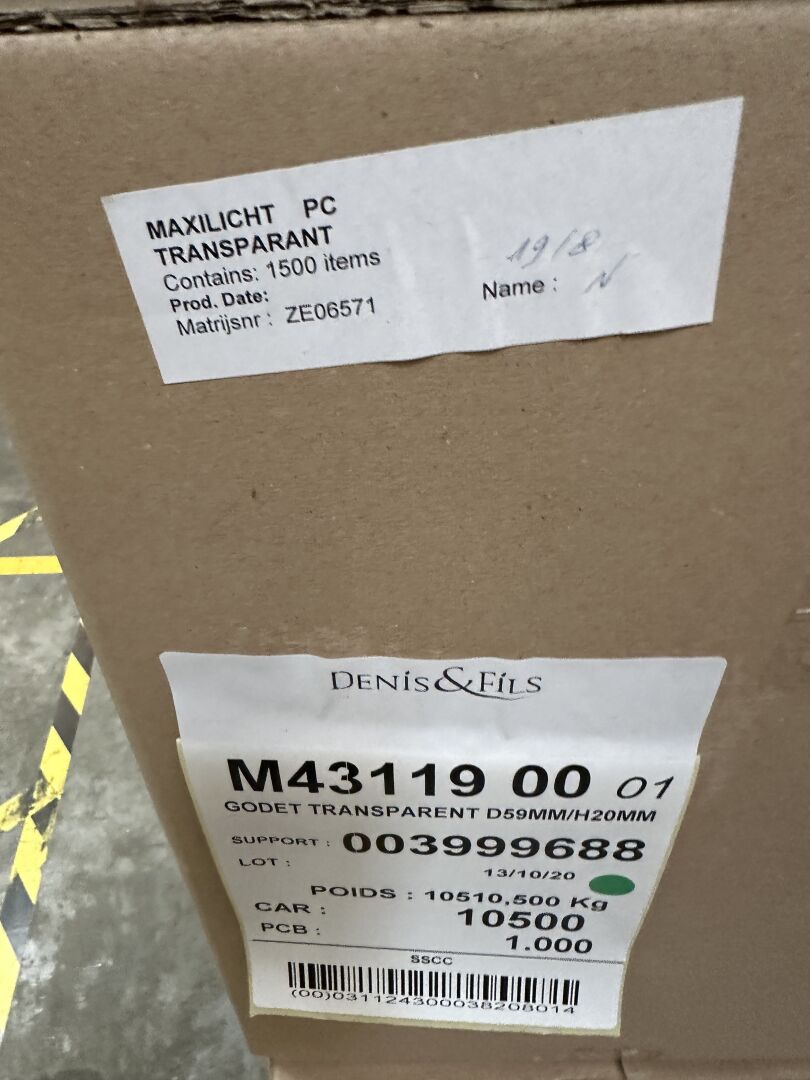 MAXILICHT PC
TRANSPARANT
Contains: 1500 items
Prod. Date:
19/8
Matrijsnr : ZE06571
Name : N
DENIS&FILS
M43119 00 01
GODET TRANSPARENT D59MM/H20MM
SUPPORT : 003999688
LOT :
13/10/20
POIDS : 10510,500 Kg
CAR : 10500
PCB : 1.000
SSCC
(00)031124300038208014